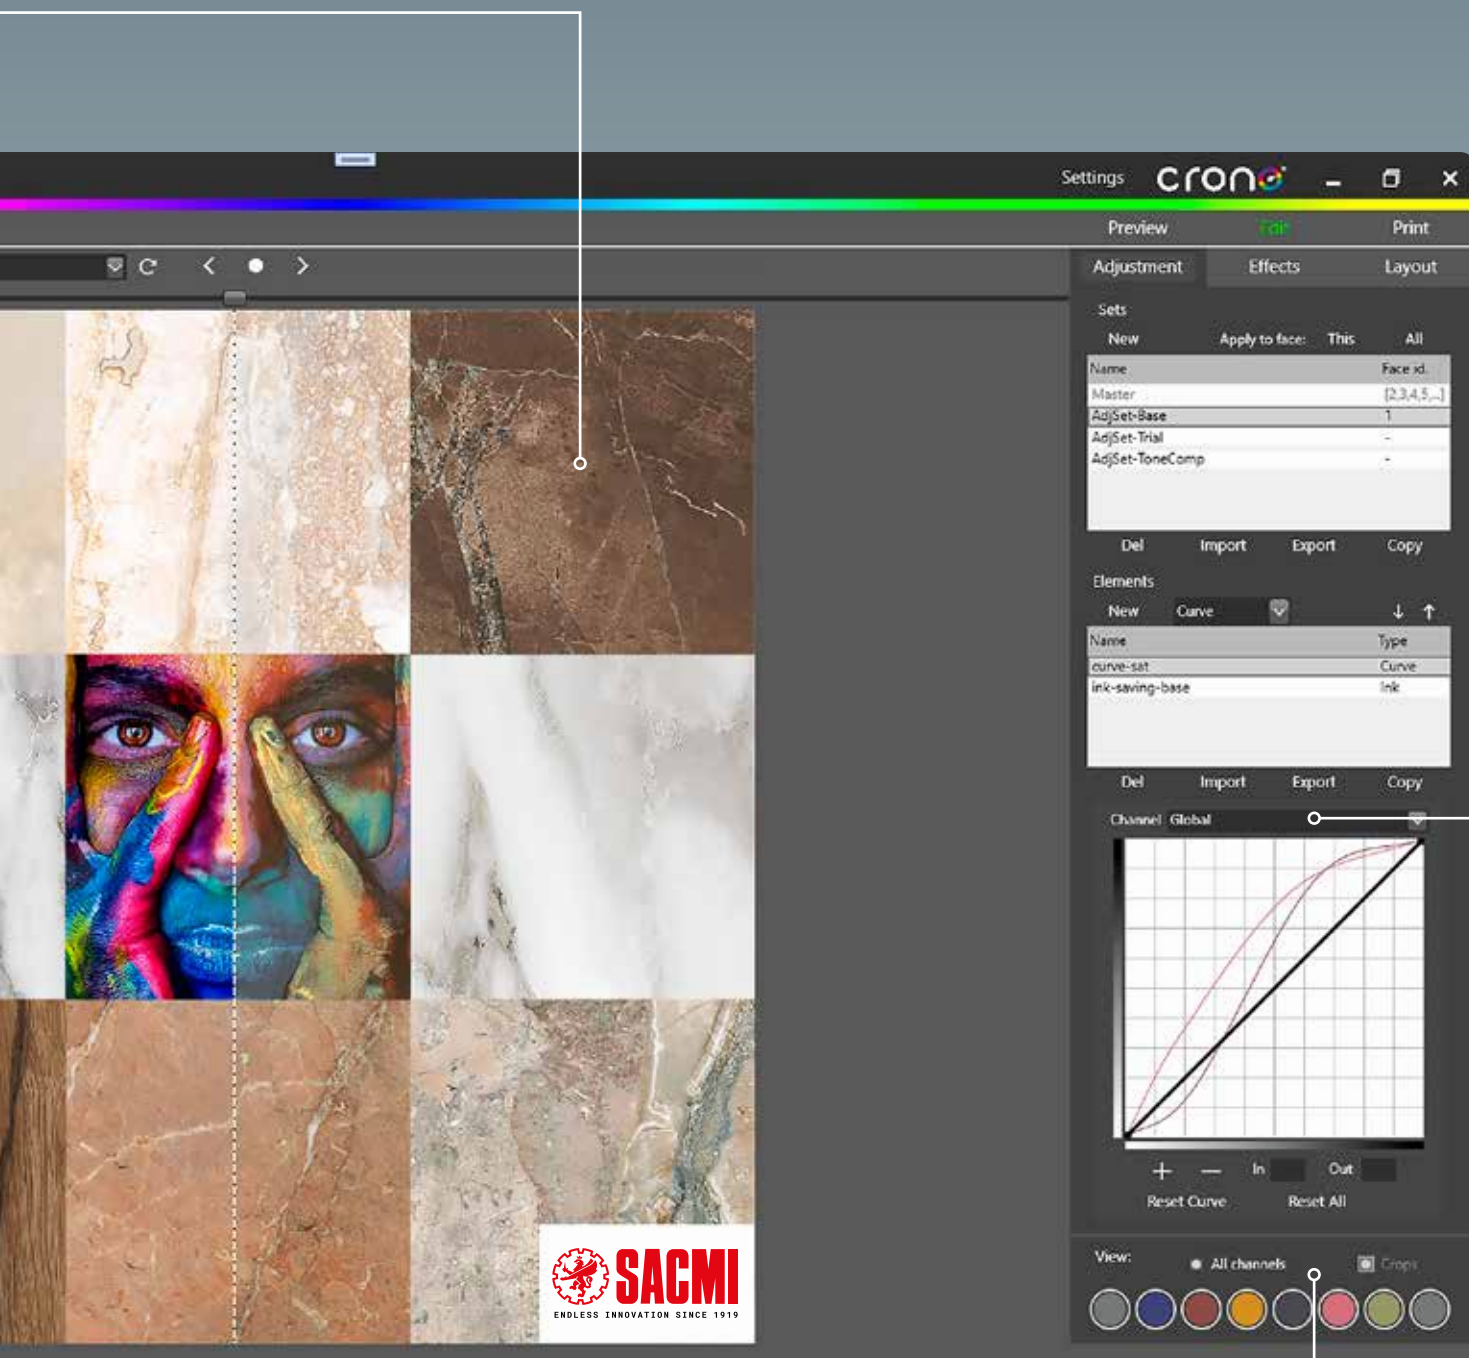 Settings crono
Preview Edit Print
Adjustment Effects Layout
Sets
New Apply to face: This All
Name Face id.
Master [2,3,4,5,...]
AdjSet-Base 1
AdjSet-Trial -
AdjSet-ToneComp -
Del Import Export Copy
Elements
New Curve
Name Type
curve-sat Curve
ink-saving-base Ink
Del Import Export Copy
Channel Global
In Out
Reset Curve Reset All
View: All channels Crops
SACMI
ENDLESS INNOVATION SINCE 1919